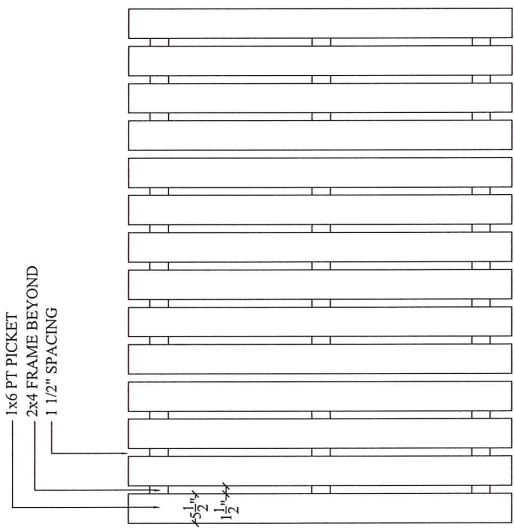 1x6 PT PICKET
2x4 FRAME BEYOND
1 1/2" SPACING
5 1/2"
1 1/2"